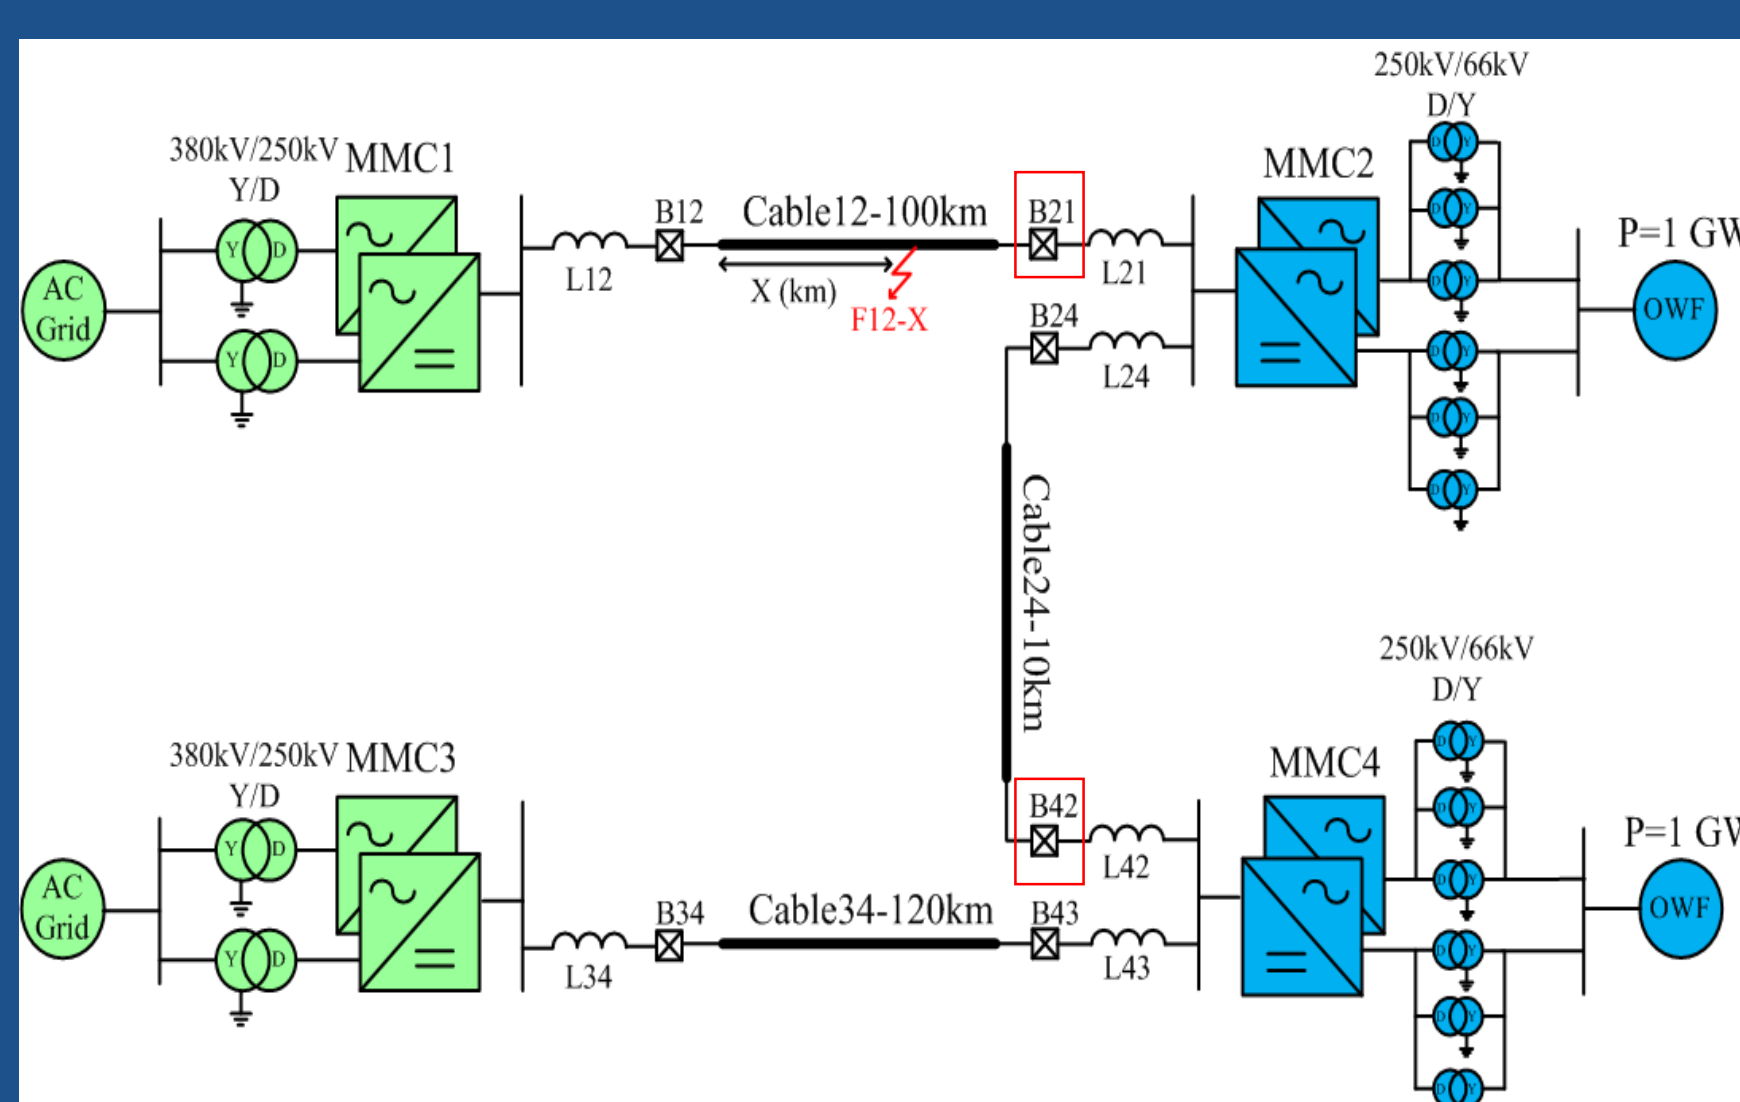 250kV/66kV
D/Y
380kV/250kV
Y/D
MMC1
B12
Cable12-100km
B21
MMC2
P=1 GW
AC
Grid
Y D
Y D
L12
X (km)
F12-X
L21
B24
L24
OWF
D Y
D Y
D Y
D Y
D Y
D Y
Cable24-10km
250kV/66kV
D/Y
380kV/250kV
Y/D
MMC3
B42
MMC4
P=1 GW
AC
Grid
Y D
Y D
L34
B34
Cable34-120km
B43
L42
L43
OWF
D Y
D Y
D Y
D Y
D Y
D Y